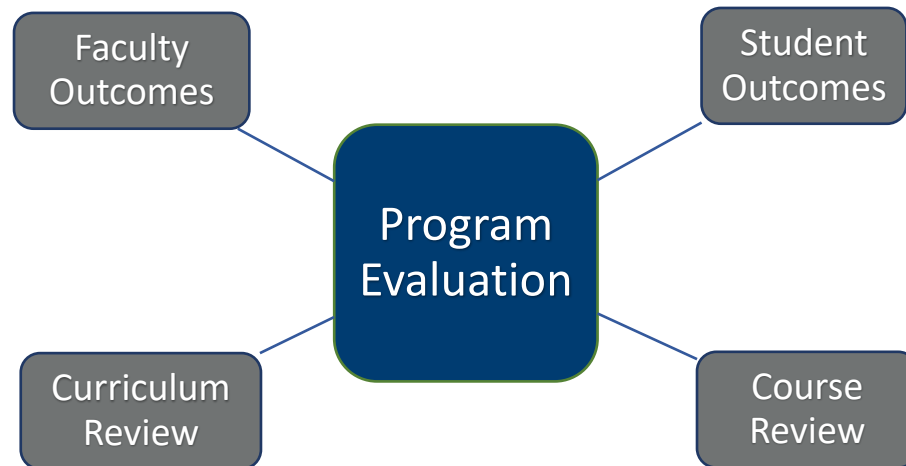 Faculty
Outcomes
Student
Outcomes
Program
Evaluation
Curriculum
Review
Course
Review